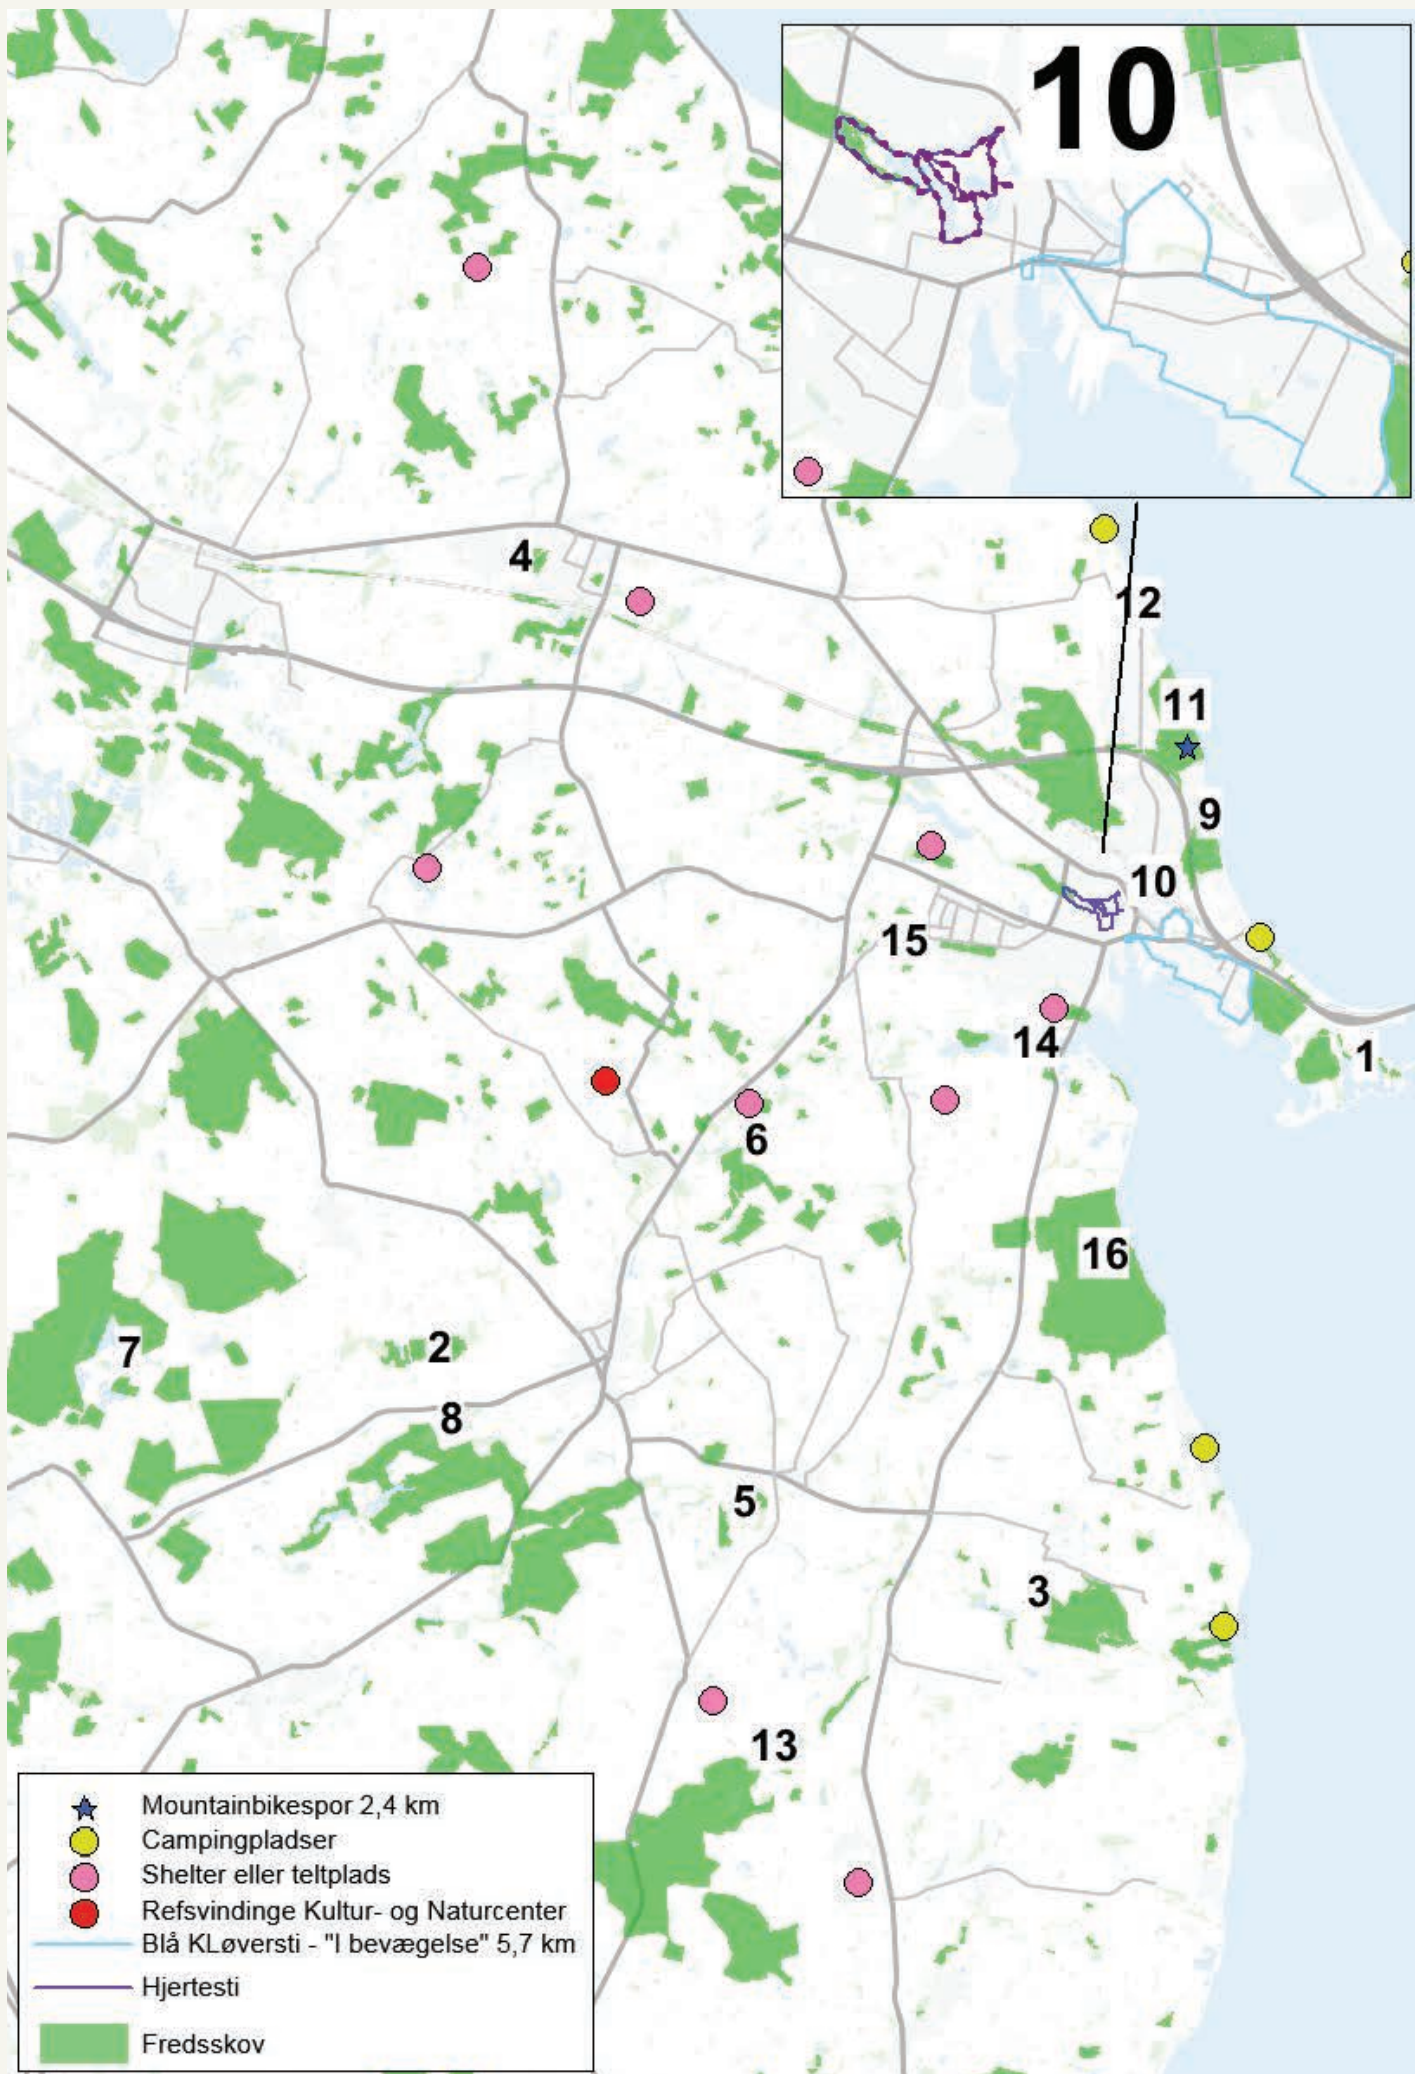 10
4
12
11
9
10
15
14
1
6
16
7
2
8
5
3
13
Mountainbikespor 2,4 km
Campingpladser
Shelter eller teltplads
Refsvindinge Kultur- og Naturcenter
Blå KLøversti - "I bevægelse" 5,7 km
Hjertesti
Fredsskov